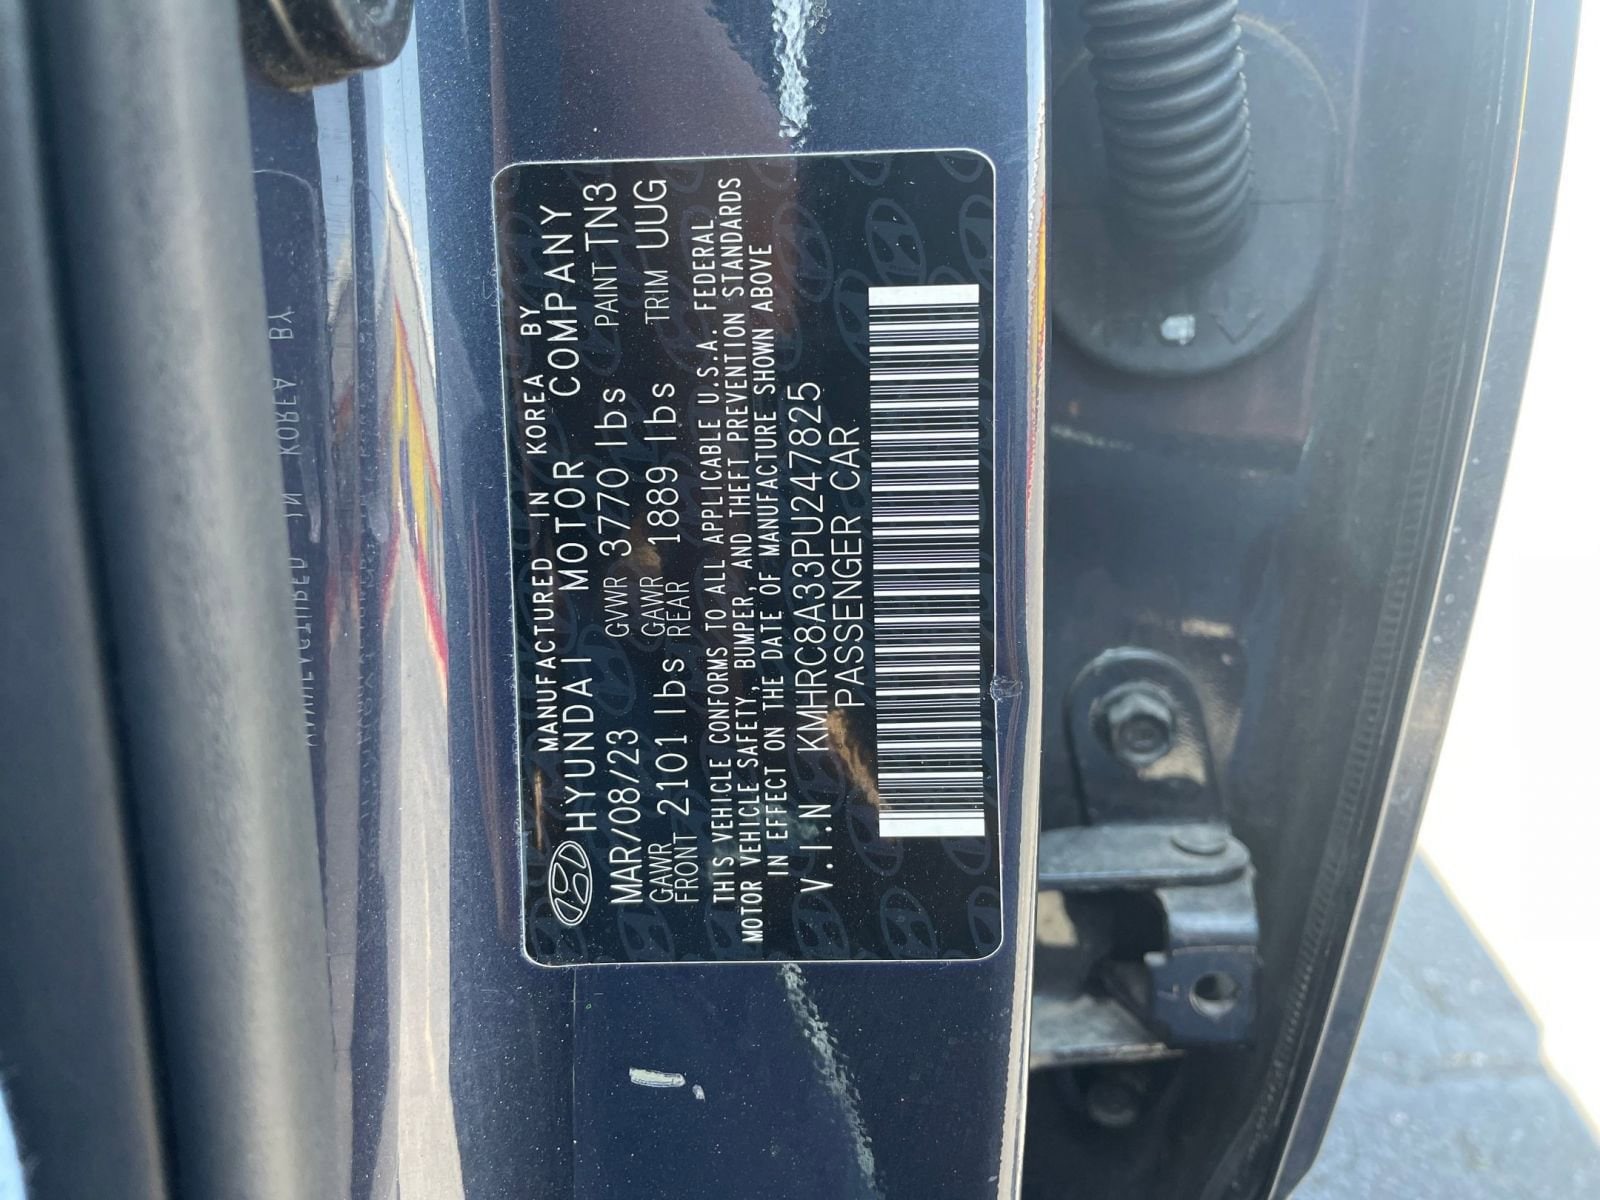 MANUFACTURED IN KOREA BY
HYUNDAI MOTOR COMPANY
MAR/08/23 GVWR 3770 lbs PAINT TN3
GAWR FRONT 2101 lbs GAWR REAR 1889 lbs TRIM UUG
THIS VEHICLE CONFORMS TO ALL APPLICABLE U.S.A. FEDERAL
MOTOR VEHICLE SAFETY, BUMPER, AND THEFT PREVENTION STANDARDS
IN EFFECT ON THE DATE OF MANUFACTURE SHOWN ABOVE
V.I.N KMHRC8A33PU247825
PASSENGER CAR